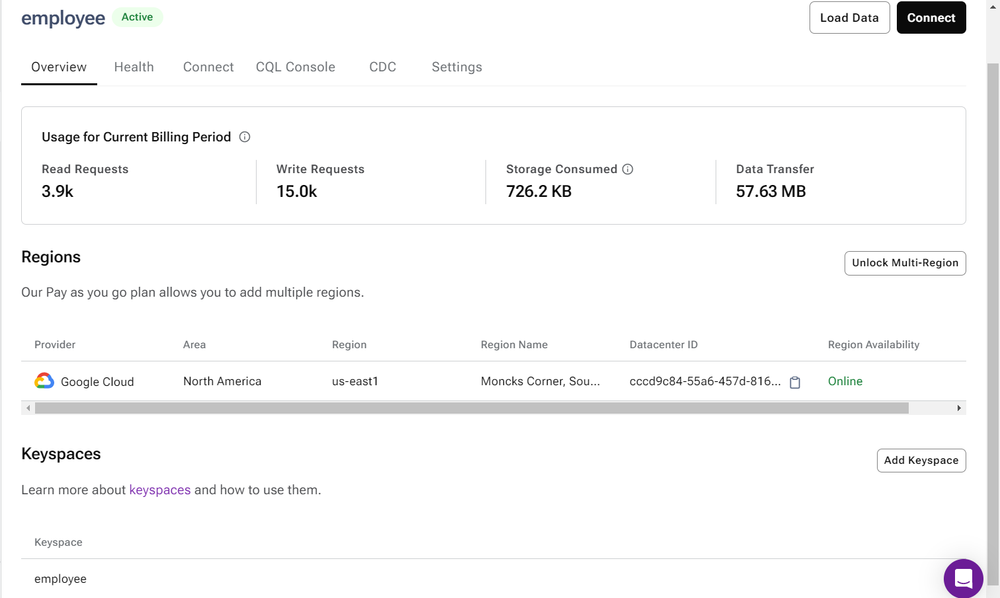 employee Active Load Data Connect
Overview Health Connect CQL Console CDC Settings
Usage for Current Billing Period
Read Requests Write Requests Storage Consumed Data Transfer
3.9k 15.0k 726.2 KB 57.63 MB
Regions Unlock Multi-Region
Our Pay as you go plan allows you to add multiple regions.
Provider Area Region Region Name Datacenter ID Region Availability
Google Cloud North America us-east1 Moncks Corner, Sou... cccd9c84-55a6-457d-816... Online
Keyspaces Add Keyspace
Learn more about keyspaces and how to use them.
Keyspace
employee